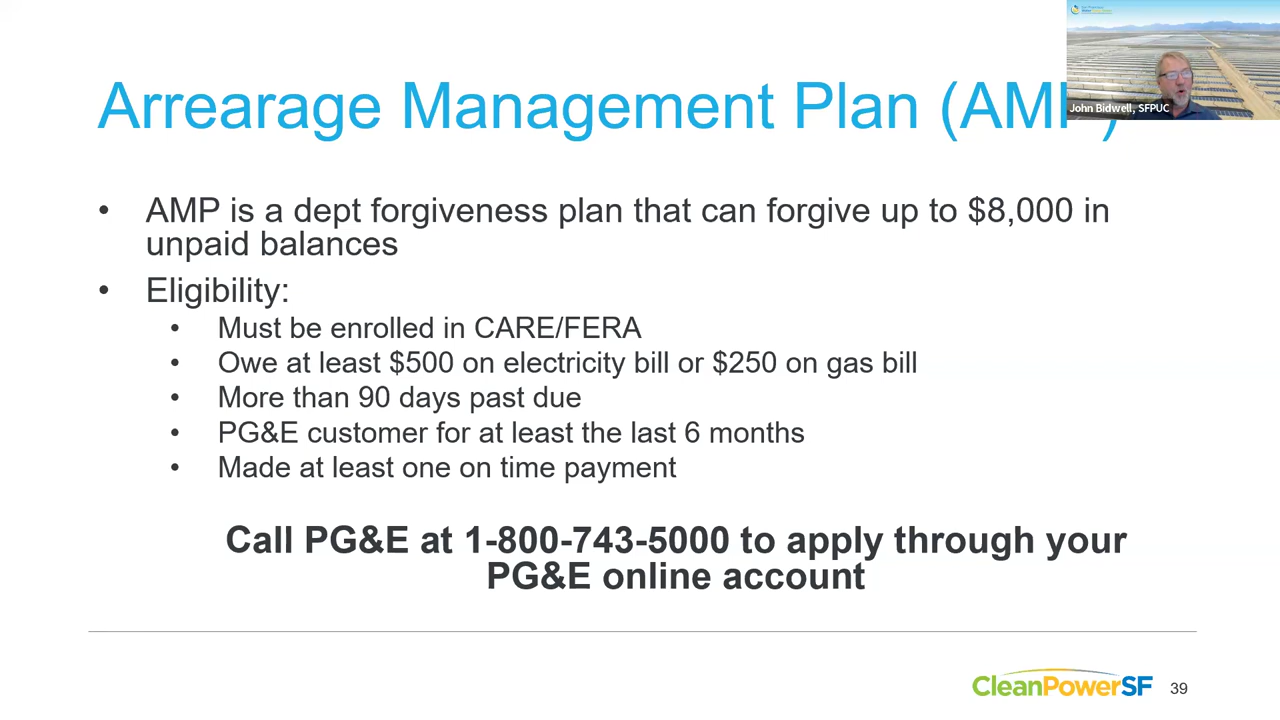 Arrearage Management Plan (AMP)
John Bidwell, SFPUC
• AMP is a dept forgiveness plan that can forgive up to $8,000 in
unpaid balances
• Eligibility:
• Must be enrolled in CARE/FERA
• Owe at least $500 on electricity bill or $250 on gas bill
• More than 90 days past due
• PG&E customer for at least the last 6 months
• Made at least one on time payment
Call PG&E at 1-800-743-5000 to apply through your
PG&E online account
CleanPowerSF
39